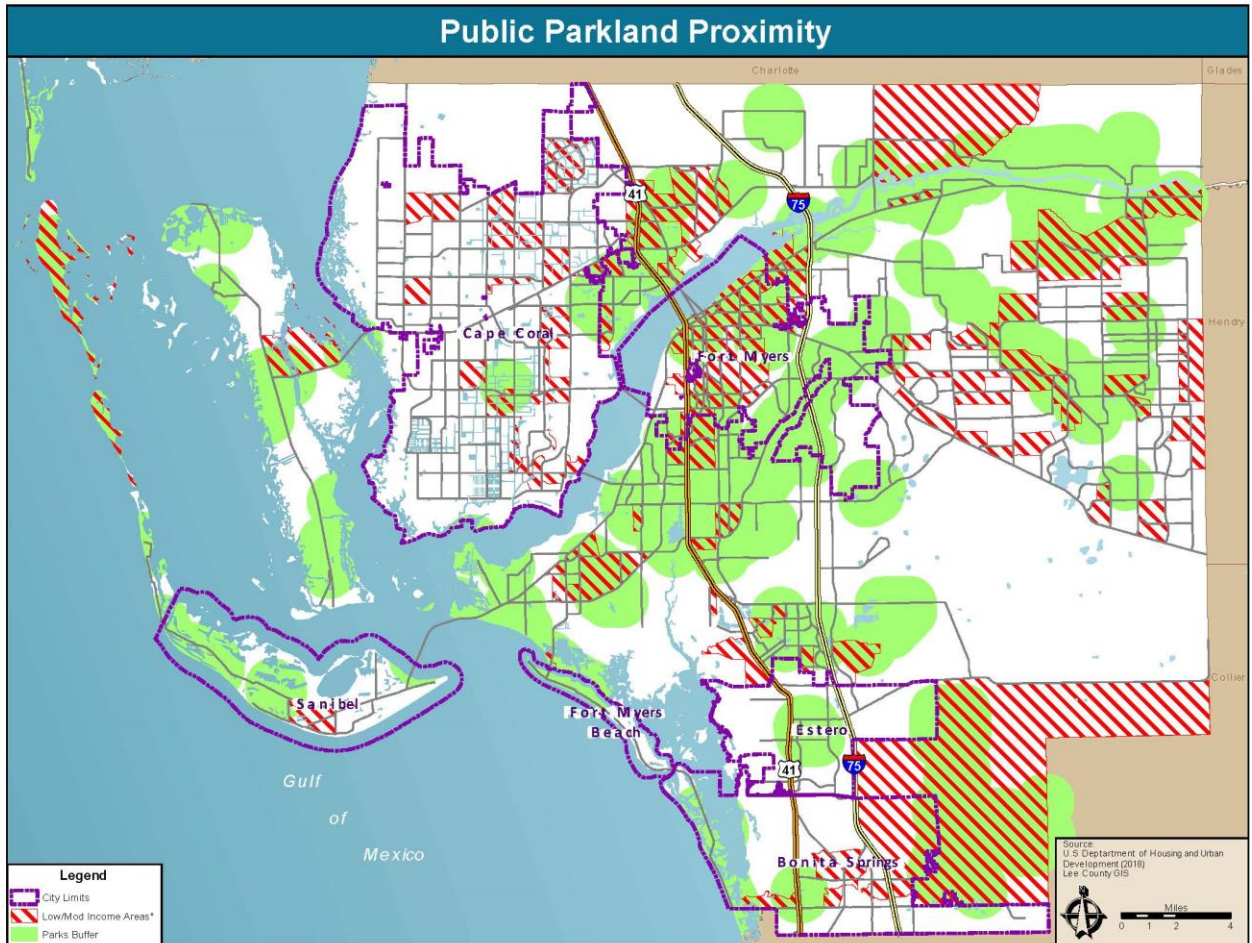 Public Parkland Proximity
Charlotte
Glades
41
75
Hendry
Cape Coral
Fort Myers
Collier
Sanibel
Fort Myers
Beach
Estero
41
75
Gulf
of
Mexico
Bonita Springs
Legend
City Limits
Low/Mod Income Areas*
Parks Buffer
Source:
U.S Deptartment of Housing and Urban
Development (2018)
Lee County GIS
Miles
0 1 2 4